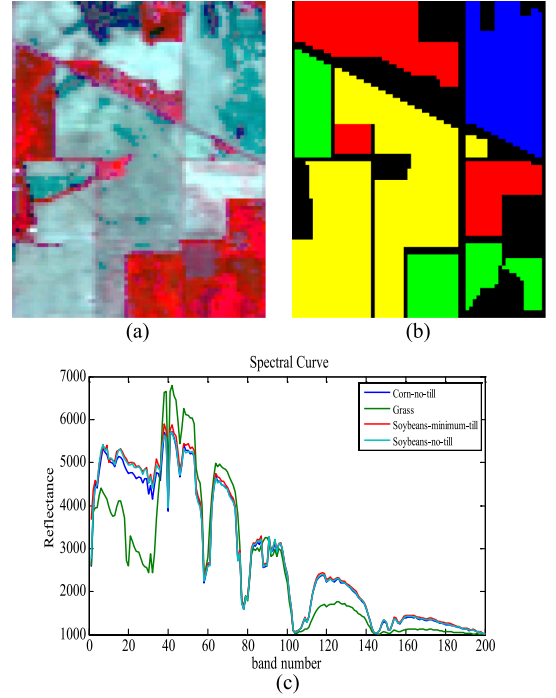 (a)
(b)
Spectral Curve
7000
6000
5000
4000
3000
2000
1000
Reflectance
Corn-no-till
Grass
Soybeans-minimum-till
Soybeans-no-till
0 20 40 60 80 100 120 140 160 180 200
band number
(c)